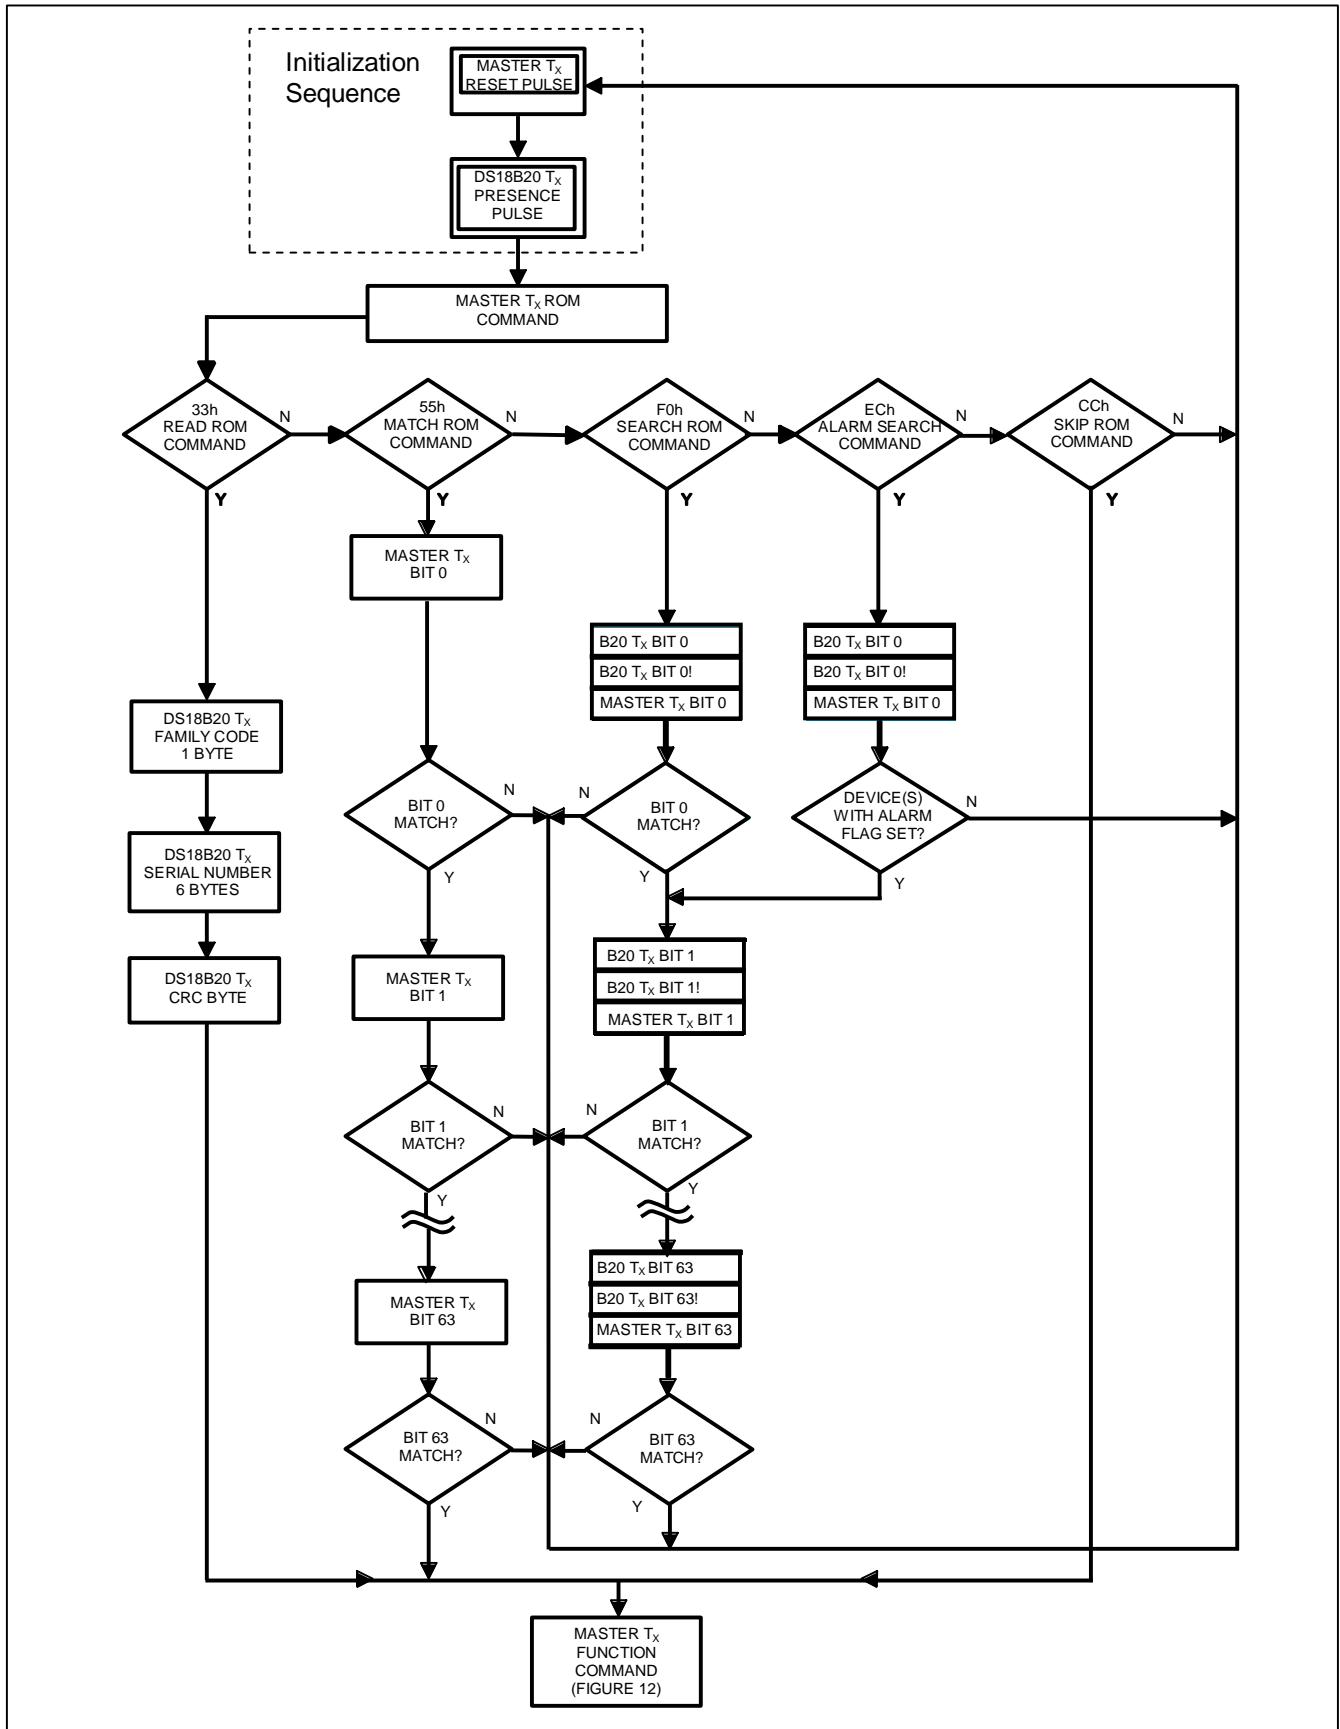 Initialization
Sequence
MASTER TX
RESET PULSE
DS18B20 TX
PRESENCE
PULSE
MASTER TX ROM
COMMAND
33h
READ ROM
COMMAND
N
Y
55h
MATCH ROM
COMMAND
N
Y
F0h
SEARCH ROM
COMMAND
N
Y
ECh
ALARM SEARCH
COMMAND
N
Y
CCh
SKIP ROM
COMMAND
N
Y
MASTER TX
BIT 0
B20 TX BIT 0
B20 TX BIT 0!
MASTER TX BIT 0
B20 TX BIT 0
B20 TX BIT 0!
MASTER TX BIT 0
DS18B20 TX
FAMILY CODE
1 BYTE
BIT 0
MATCH?
N
Y
BIT 0
MATCH?
N
Y
DEVICE(S)
WITH ALARM
FLAG SET?
N
Y
DS18B20 TX
SERIAL NUMBER
6 BYTES
DS18B20 TX
CRC BYTE
MASTER TX
BIT 1
B20 TX BIT 1
B20 TX BIT 1!
MASTER TX BIT 1
BIT 1
MATCH?
N
Y
BIT 1
MATCH?
N
Y
MASTER TX
BIT 63
B20 TX BIT 63
B20 TX BIT 63!
MASTER TX BIT 63
BIT 63
MATCH?
N
Y
BIT 63
MATCH?
N
Y
MASTER TX
FUNCTION
COMMAND
(FIGURE 12)